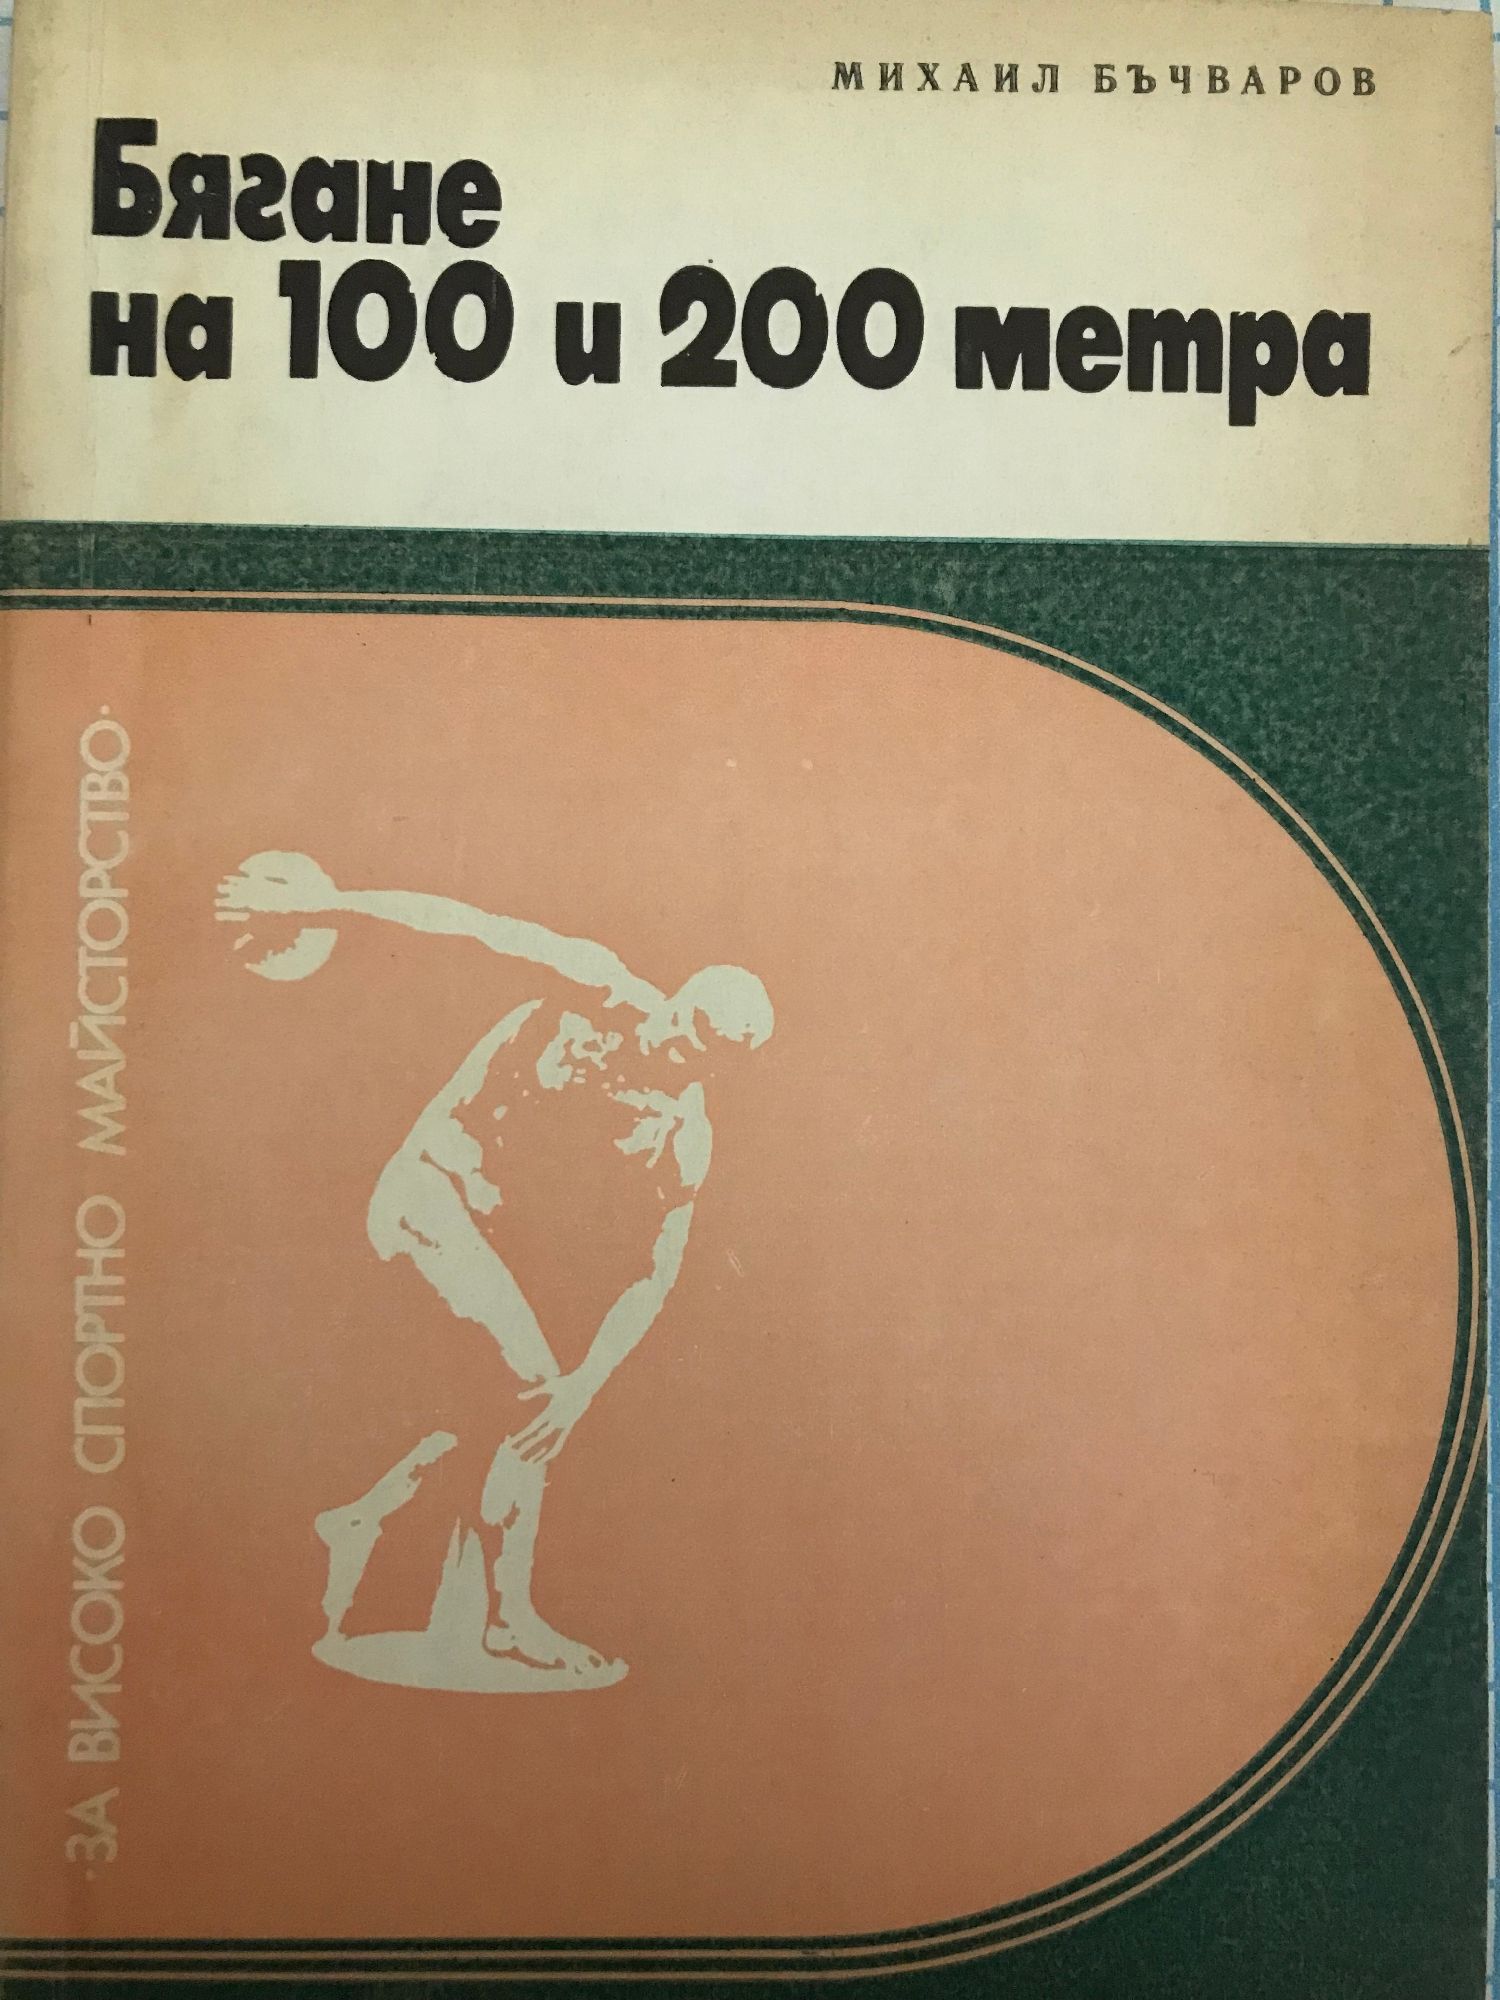 МИХАИЛ БЪЧВАРОВ
Бягане
на 100 и 200 метра
·ЗА ВИСОКО СПОРТНО МАЙСТОРСТВО·